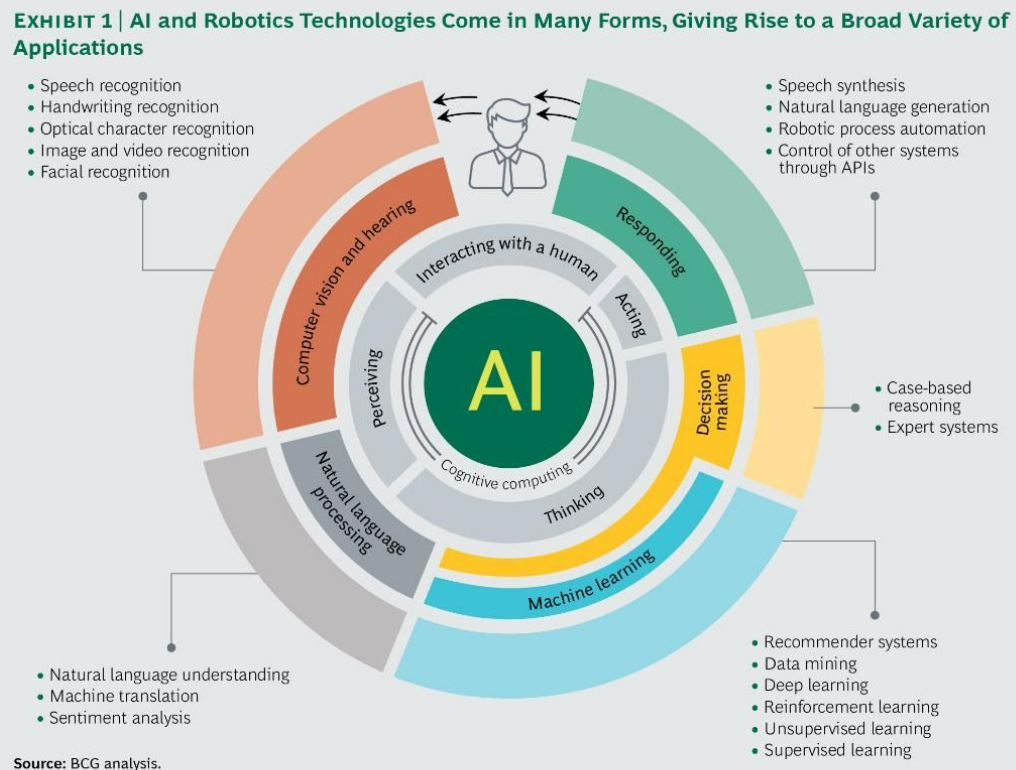 EXHIBIT 1 | AI and Robotics Technologies Come in Many Forms, Giving Rise to a Broad Variety of
Applications
• Speech recognition
• Handwriting recognition
• Optical character recognition
• Image and video recognition
• Facial recognition
• Speech synthesis
• Natural language generation
• Robotic process automation
• Control of other systems
through APIs
Computer vision and hearing
Responding
Interacting with a human
Acting
Perceiving
AI
Decision
making
• Case-based
reasoning
• Expert systems
Cognitive computing
Natural language
processing
Thinking
Machine learning
• Natural language understanding
• Machine translation
• Sentiment analysis
• Recommender systems
• Data mining
• Deep learning
• Reinforcement learning
• Unsupervised learning
• Supervised learning
Source: BCG analysis.